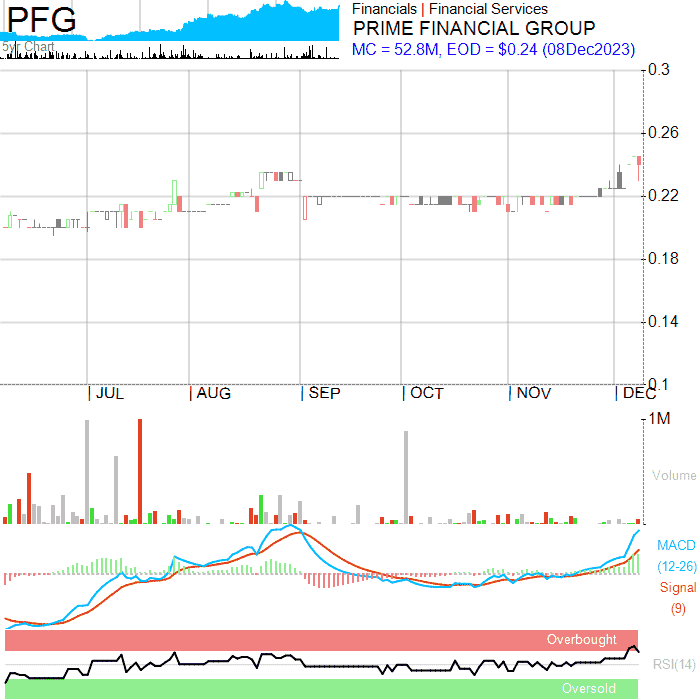 PFG
5yr Chart
Financials | Financial Services
PRIME FINANCIAL GROUP
MC = 52.8M, EOD = $0.24 (08Dec2023)
0.3
0.26
0.22
0.18
0.14
0.1
JUL AUG SEP OCT NOV DEC
1M
Volume
MACD
(12-26)
Signal
(9)
Overbought
RSI(14)
Oversold